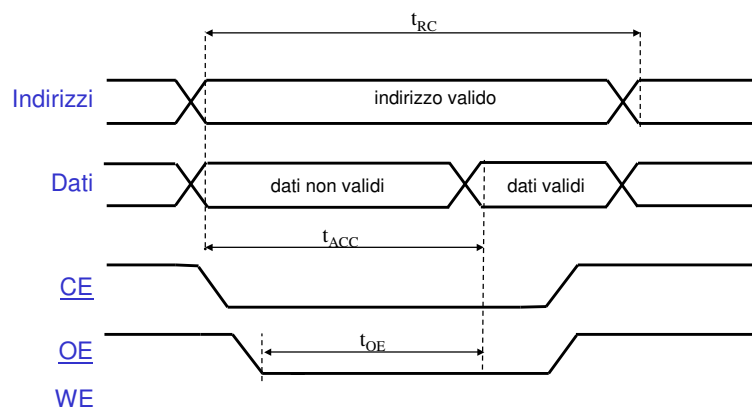 tRC
Indirizzi
indirizzo valido
Dati
dati non validi
dati validi
tACC
CE
OE
tOE
WE